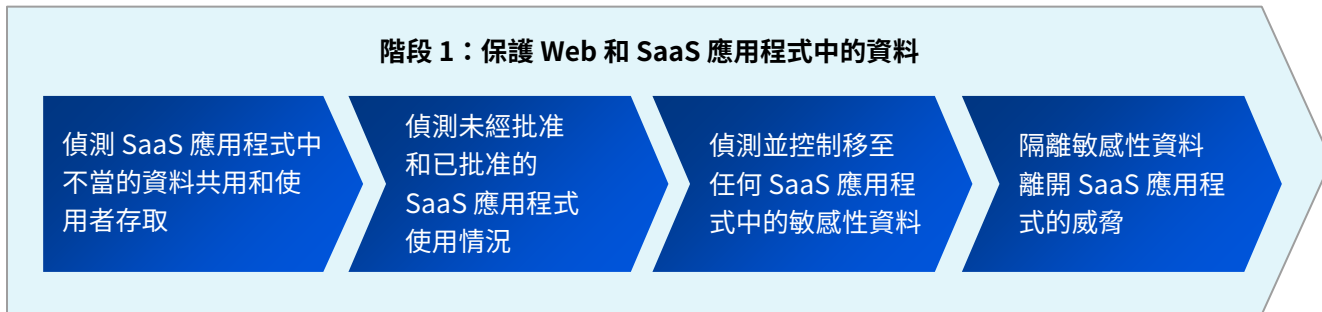 階段 1：保護 Web 和 SaaS 應用程式中的資料
偵測 SaaS 應用程式中
不當的資料共用和使
用者存取
偵測未經批准
和已批准的
SaaS 應用程式
使用情況
偵測並控制移至
任何 SaaS 應用程
式中的敏感性資料
隔離敏感性資料
離開 SaaS 應用程
式的威脅